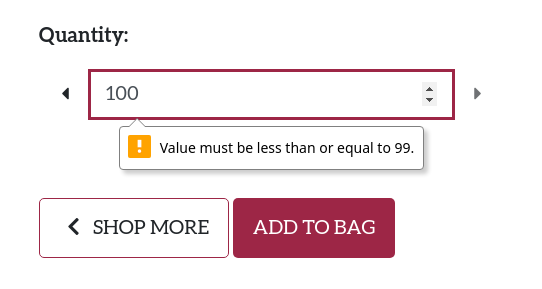 Quantity:
100
Value must be less than or equal to 99.
SHOP MORE
ADD TO BAG